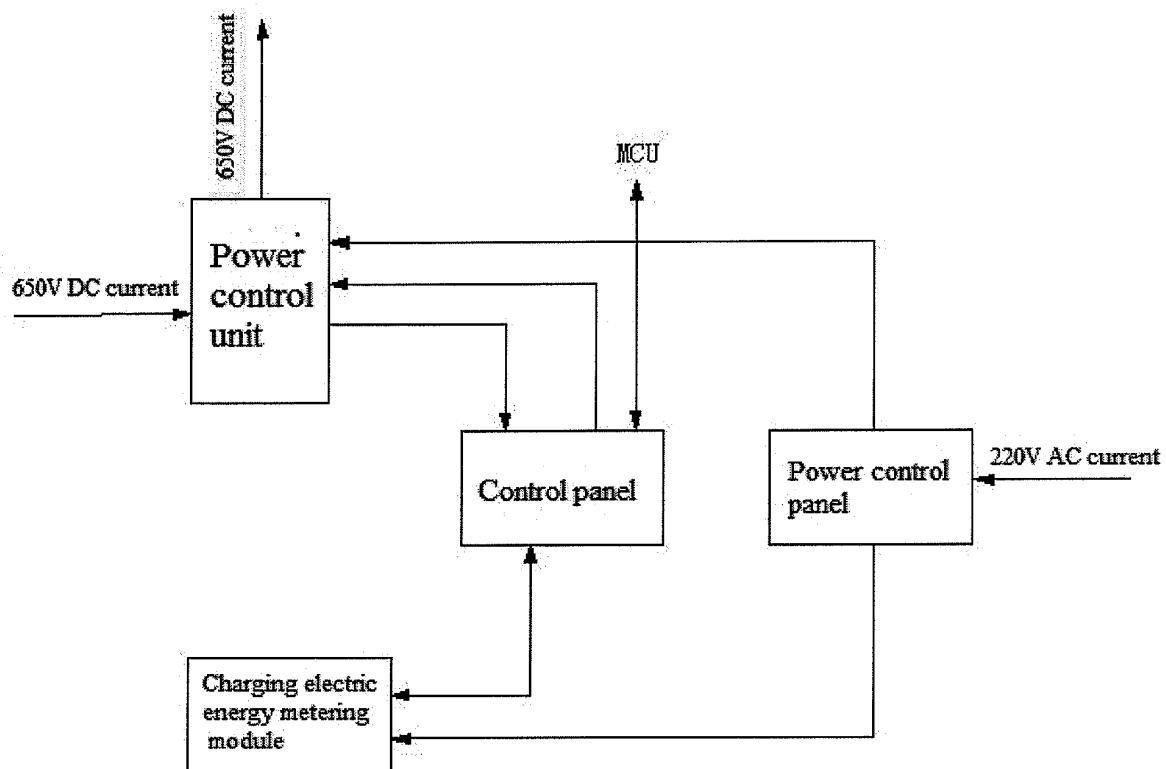 650V DC current
MCU
Power
control
unit
650V DC current
Control panel
Power control
panel
220V AC current
Charging electric
energy metering
module